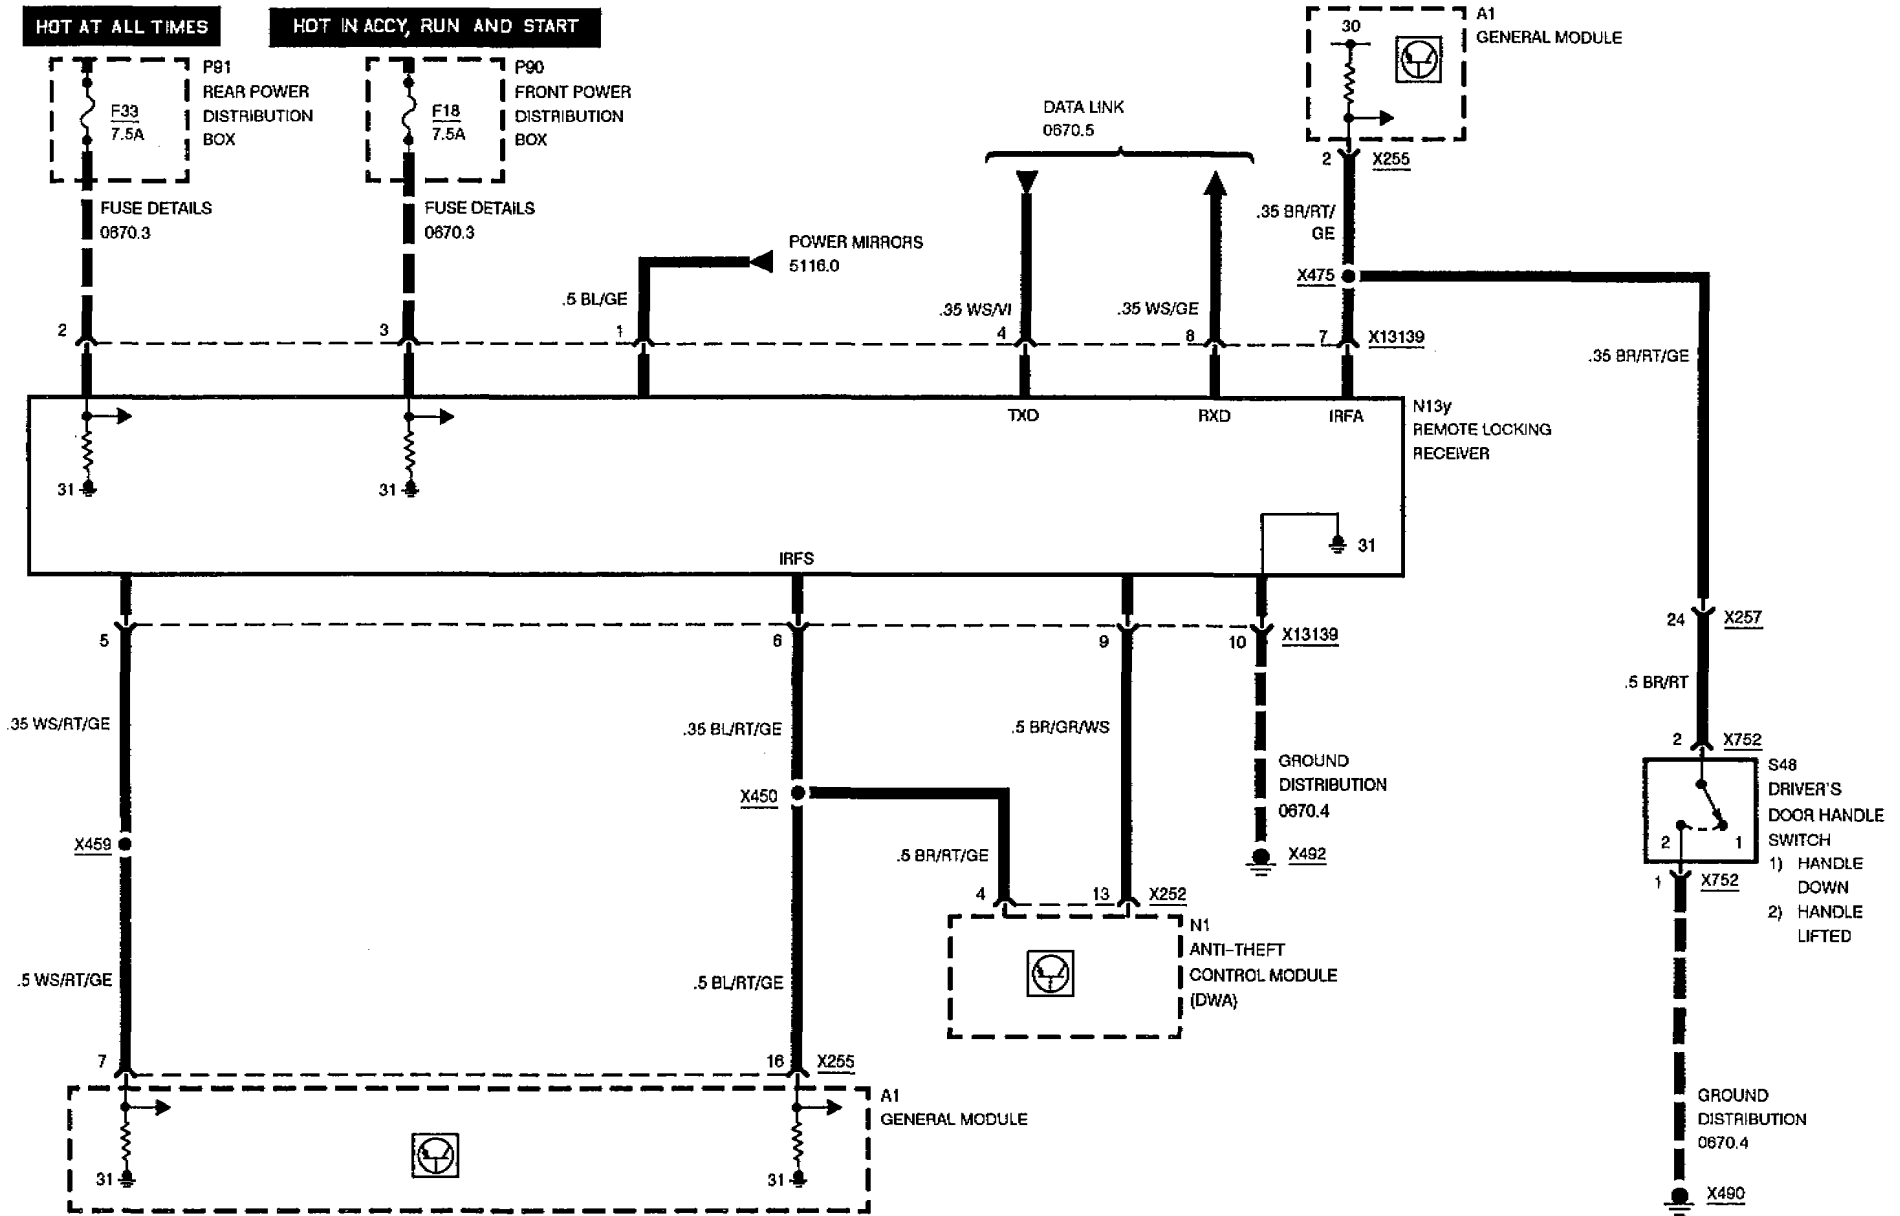 HOT AT ALL TIMES
HOT IN ACCY, RUN AND START
P91
REAR POWER
DISTRIBUTION
BOX
F33
7.5A
P90
FRONT POWER
DISTRIBUTION
BOX
F18
7.5A
30
A1
GENERAL MODULE
DATA LINK
0670.5
2
X255
FUSE DETAILS
0670.3
FUSE DETAILS
0670.3
POWER MIRRORS
5116.0
.35 BR/RT/
GE
X475
.5 BL/GE
.35 WS/VI
.35 WS/GE
2
3
1
4
8
7
X13139
.35 BR/RT/GE
TXD
RXD
IRFA
N13y
REMOTE LOCKING
RECEIVER
31
31
31
IRFS
5
6
9
10
X13139
24
X257
.5 BR/RT
.35 WS/RT/GE
.35 BL/RT/GE
.5 BR/GR/WS
GROUND
DISTRIBUTION
0670.4
X492
2
X752
S48
DRIVER'S
DOOR HANDLE
SWITCH
1) HANDLE
DOWN
2) HANDLE
LIFTED
2
1
1
X752
X450
X459
.5 BR/RT/GE
4
13
X252
N1
ANTI-THEFT
CONTROL MODULE
(DWA)
.5 WS/RT/GE
.5 BL/RT/GE
7
16
X255
A1
GENERAL MODULE
31
31
GROUND
DISTRIBUTION
0670.4
X490